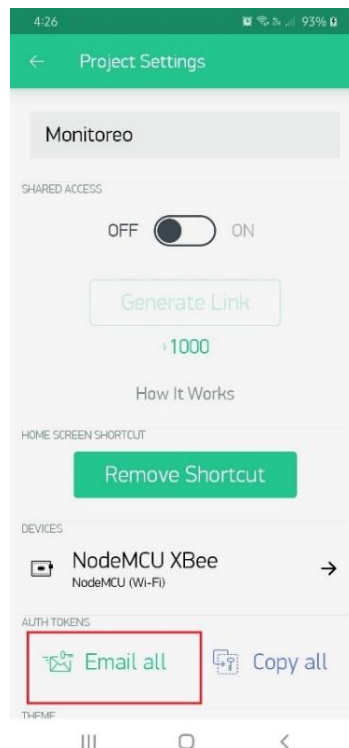 4:26 93%
Project Settings
Monitoreo
SHARED ACCESS
OFF ON
Generate Link
1000
How It Works
HOME SCREEN SHORTCUT
Remove Shortcut
DEVICES
NodeMCU XBee
NodeMCU (Wi-Fi)
AUTH TOKENS
Email all Copy all
THEME